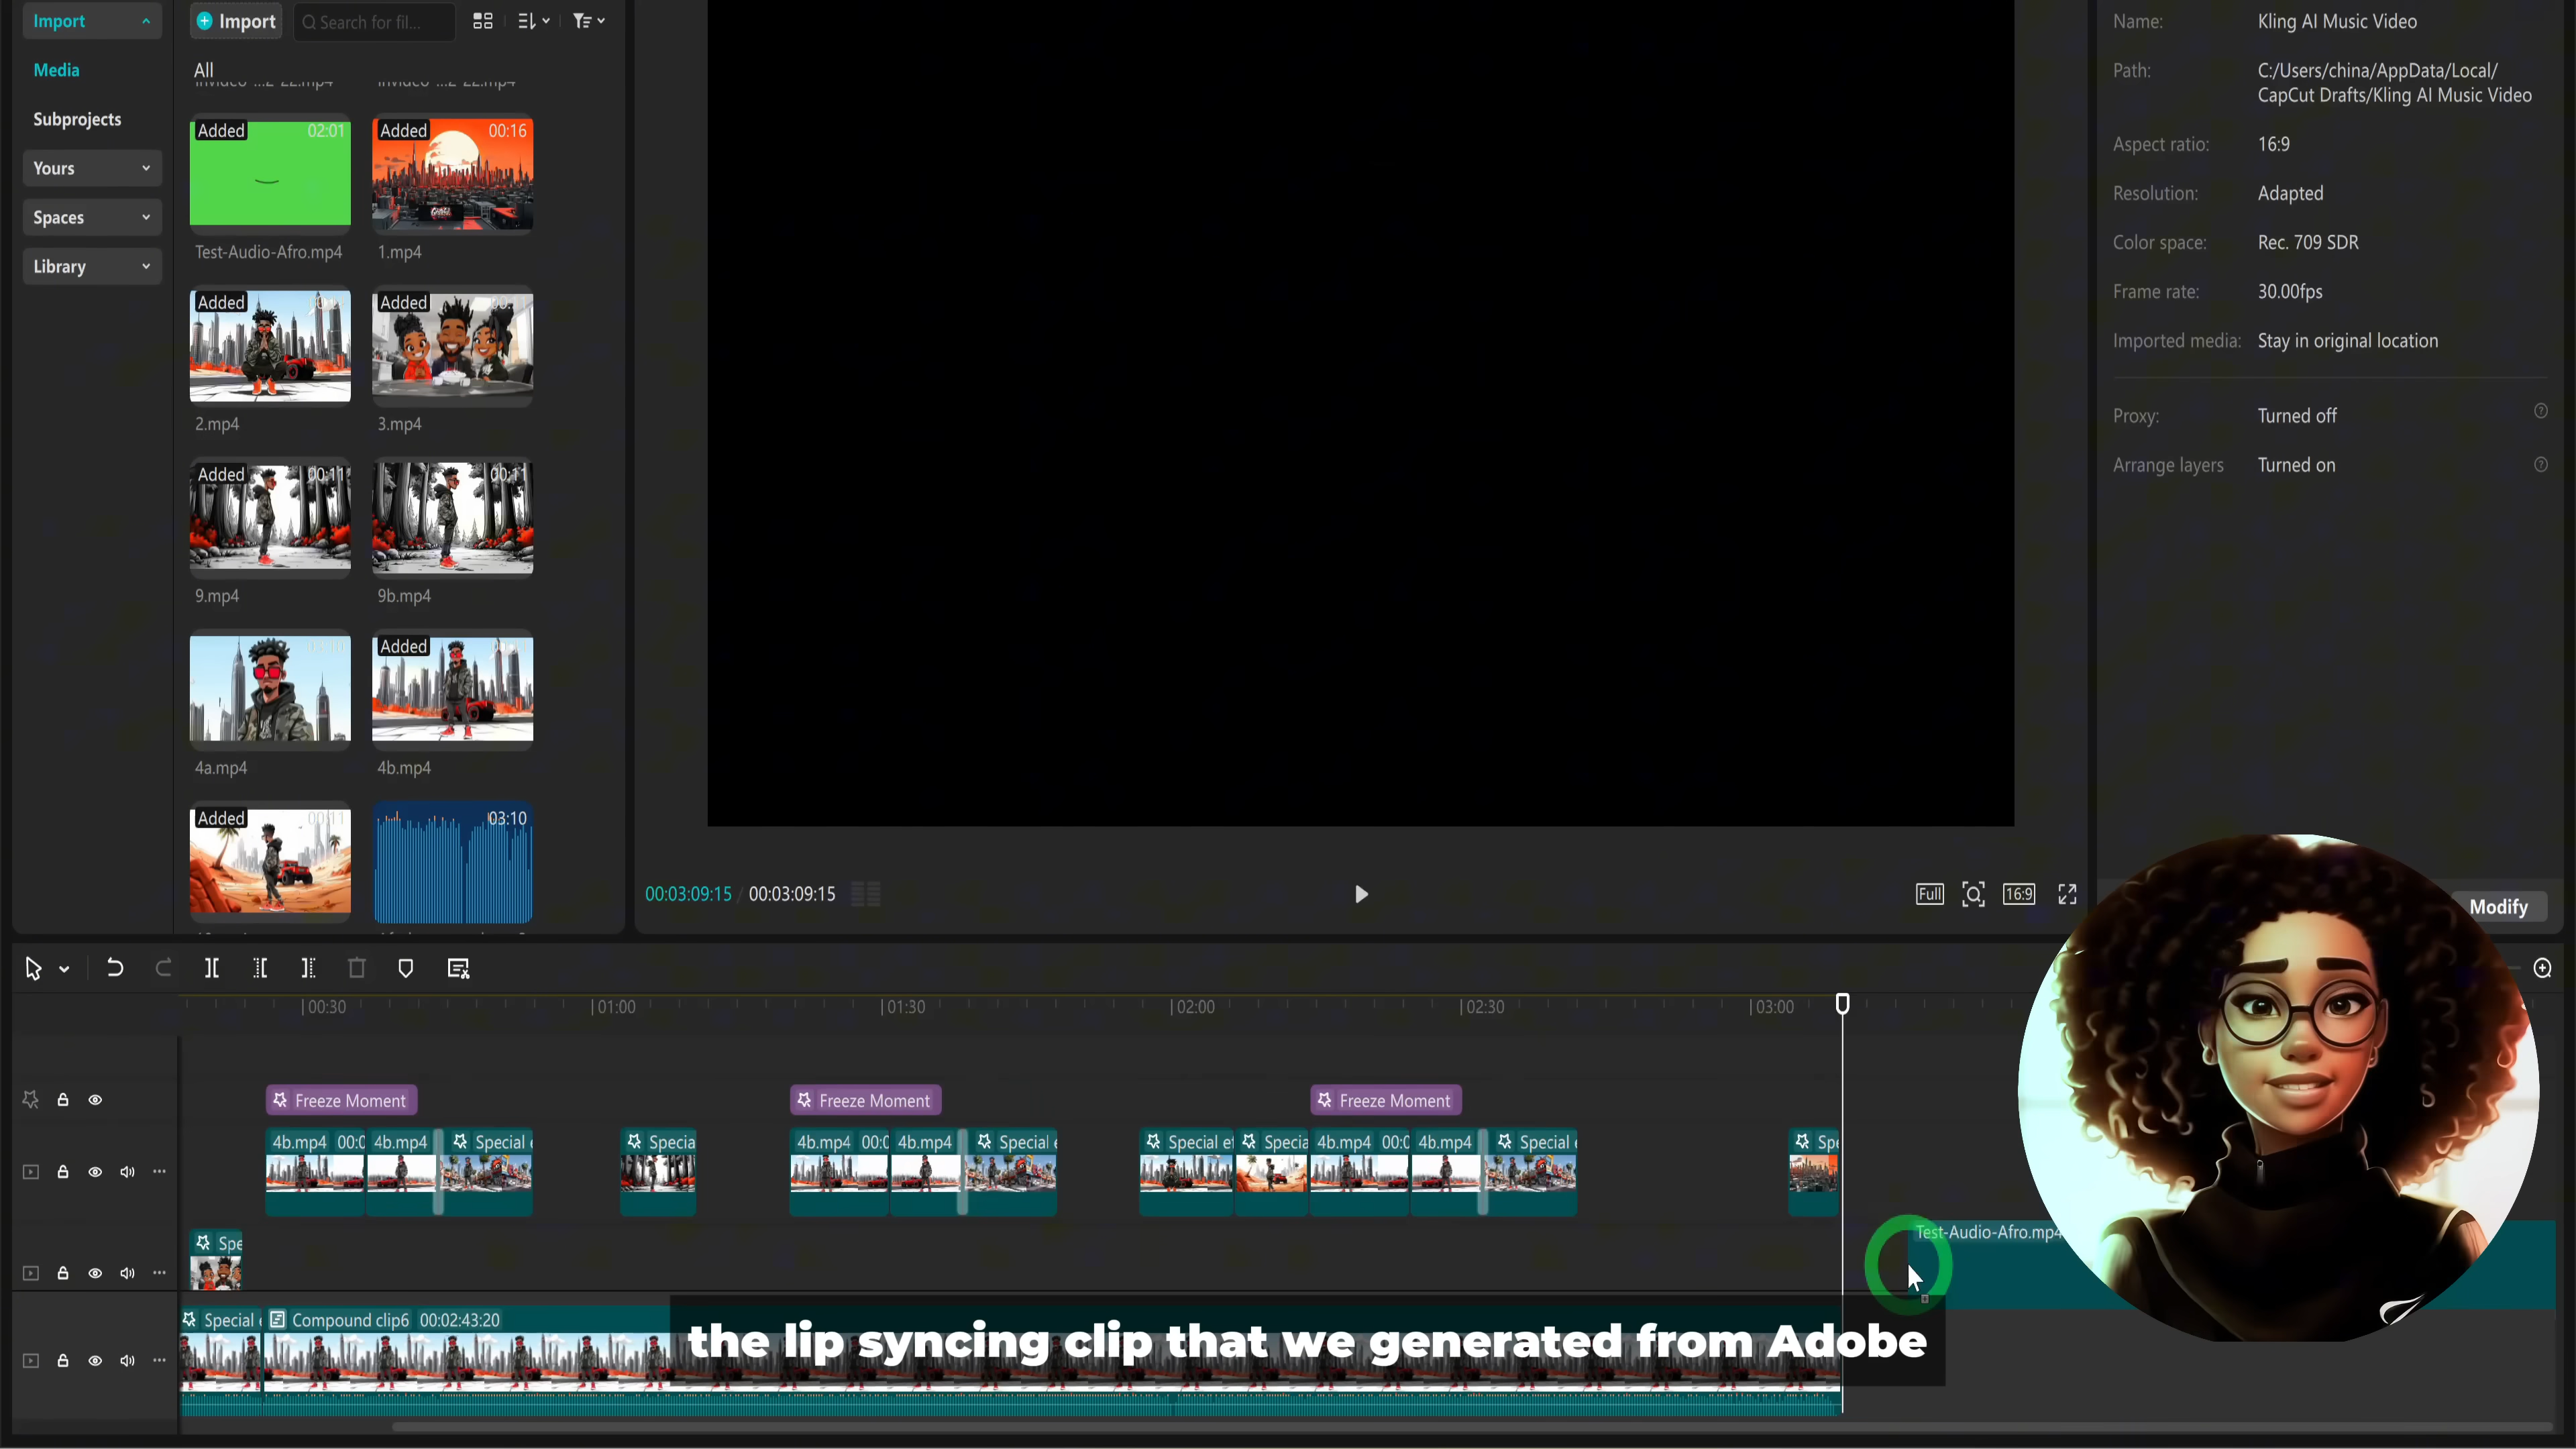 Import
Media
Subprojects
Yours
Spaces
Library
Import
Search for fil...
All
Added 02:01
Test-Audio-Afro.mp4
Added 00:16
1.mp4
Added
2.mp4
Added
3.mp4
Added 00:11
9.mp4
00:11
9b.mp4
4a.mp4
Added
4b.mp4
Added 00:11
03:10
00:03:09:15 / 00:03:09:15
Full
16:9
Name: Kling AI Music Video
Path: C:/Users/china/AppData/Local/
CapCut Drafts/Kling AI Music Video
Aspect ratio: 16:9
Resolution: Adapted
Color space: Rec. 709 SDR
Frame rate: 30.00fps
Imported media: Stay in original location
Proxy: Turned off
Arrange layers Turned on
Modify
00:30 01:00 01:30 02:00 02:30 03:00
Freeze Moment Freeze Moment Freeze Moment
4b.mp4 00:0 4b.mp4 Special e Specia 4b.mp4 00:0 4b.mp4 Special e Special ef Specia 4b.mp4 00:0 4b.mp4 Special e Spe
Spe
Test-Audio-Afro.mp4
Special e Compound clip6 00:02:43:20
the lip syncing clip that we generated from Adobe